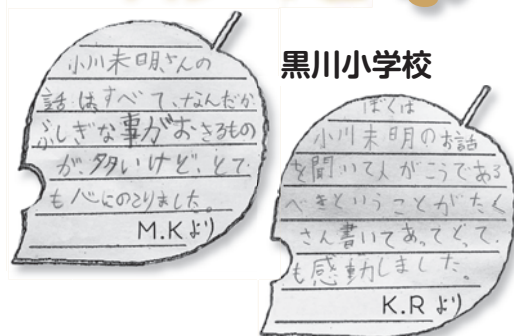 小川未明さんの
話は、すべて、なんだか
ふしぎな事がおきるもの
が、多いけど、とて
も心にのこりました。
M.Kより
黒川小学校
ぼくは
小川未明のお話
を聞いて人がこうである
べきということがたく
さん書いてあってとって
も感動しました。
K.Rより